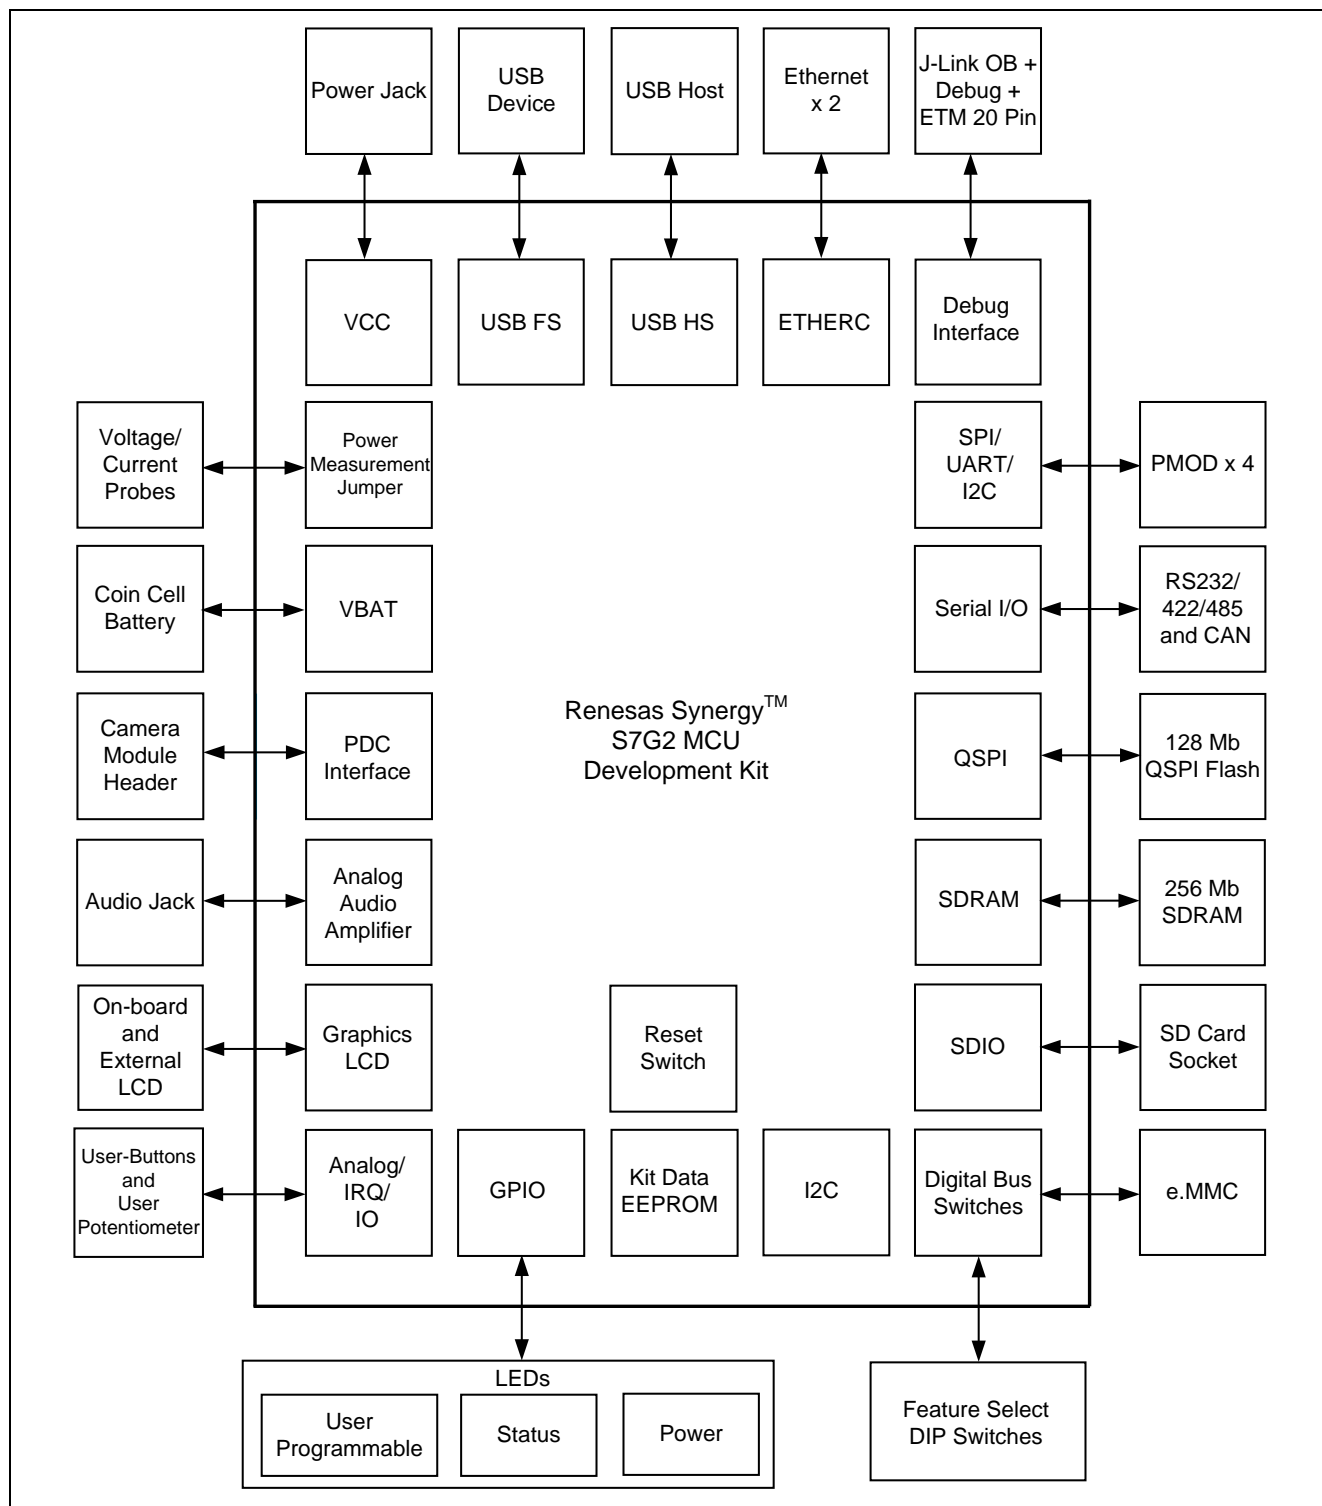 Power Jack
USB
Device
USB Host
Ethernet
x 2
J-Link OB +
Debug +
ETM 20 Pin
VCC
USB FS
USB HS
ETHERC
Debug
Interface
Voltage/
Current
Probes
Power
Measurement
Jumper
SPI/
UART/
I2C
PMOD x 4
Coin Cell
Battery
VBAT
Serial I/O
RS232/
422/485
and CAN
Camera
Module
Header
PDC
Interface
Renesas Synergy™
S7G2 MCU
Development Kit
QSPI
128 Mb
QSPI Flash
Audio Jack
Analog
Audio
Amplifier
SDRAM
256 Mb
SDRAM
On-board
and
External
LCD
Graphics
LCD
Reset
Switch
SDIO
SD Card
Socket
User-Buttons
and
User
Potentiometer
Analog/
IRQ/
IO
GPIO
Kit Data
EEPROM
I2C
Digital Bus
Switches
e.MMC
LEDs
User
Programmable
Status
Power
Feature Select
DIP Switches